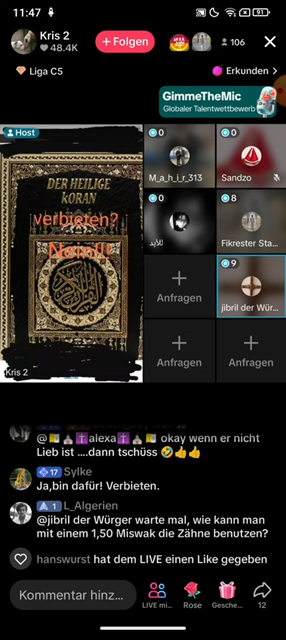 11:47
91
Kris 2
48.4K
+ Folgen
106
Liga C5
Erkunden >
GimmeTheMic
Globaler Talentwettbewerb
Host
DER HEILIGE
KORAN
verbieten?
Nein!!!
Kris 2
0
M_a_h_i_r_313
0
Sandzo
0
للأبد
8
Fikrester Sta...
Anfragen
9
jibril der Wür...
Anfragen
Anfragen
alexa
okay wenn er nicht
Lieb ist ....dann tschüss 🤣👍👍
17 Sylke
Ja,bin dafür! Verbieten.
1 L_Algerien
@jibril der Würger warte mal, wie kann man
mit einem 1,50 Miswak die Zähne benutzen?
hanswurst hat dem LIVE einen Like gegeben
Kommentar hinz...
LIVE mi...
Rose
Gesche...
12